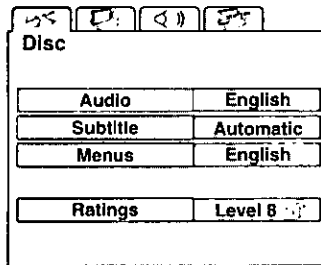 Disc
Audio English
Subtitle Automatic
Menus English
Ratings Level 8